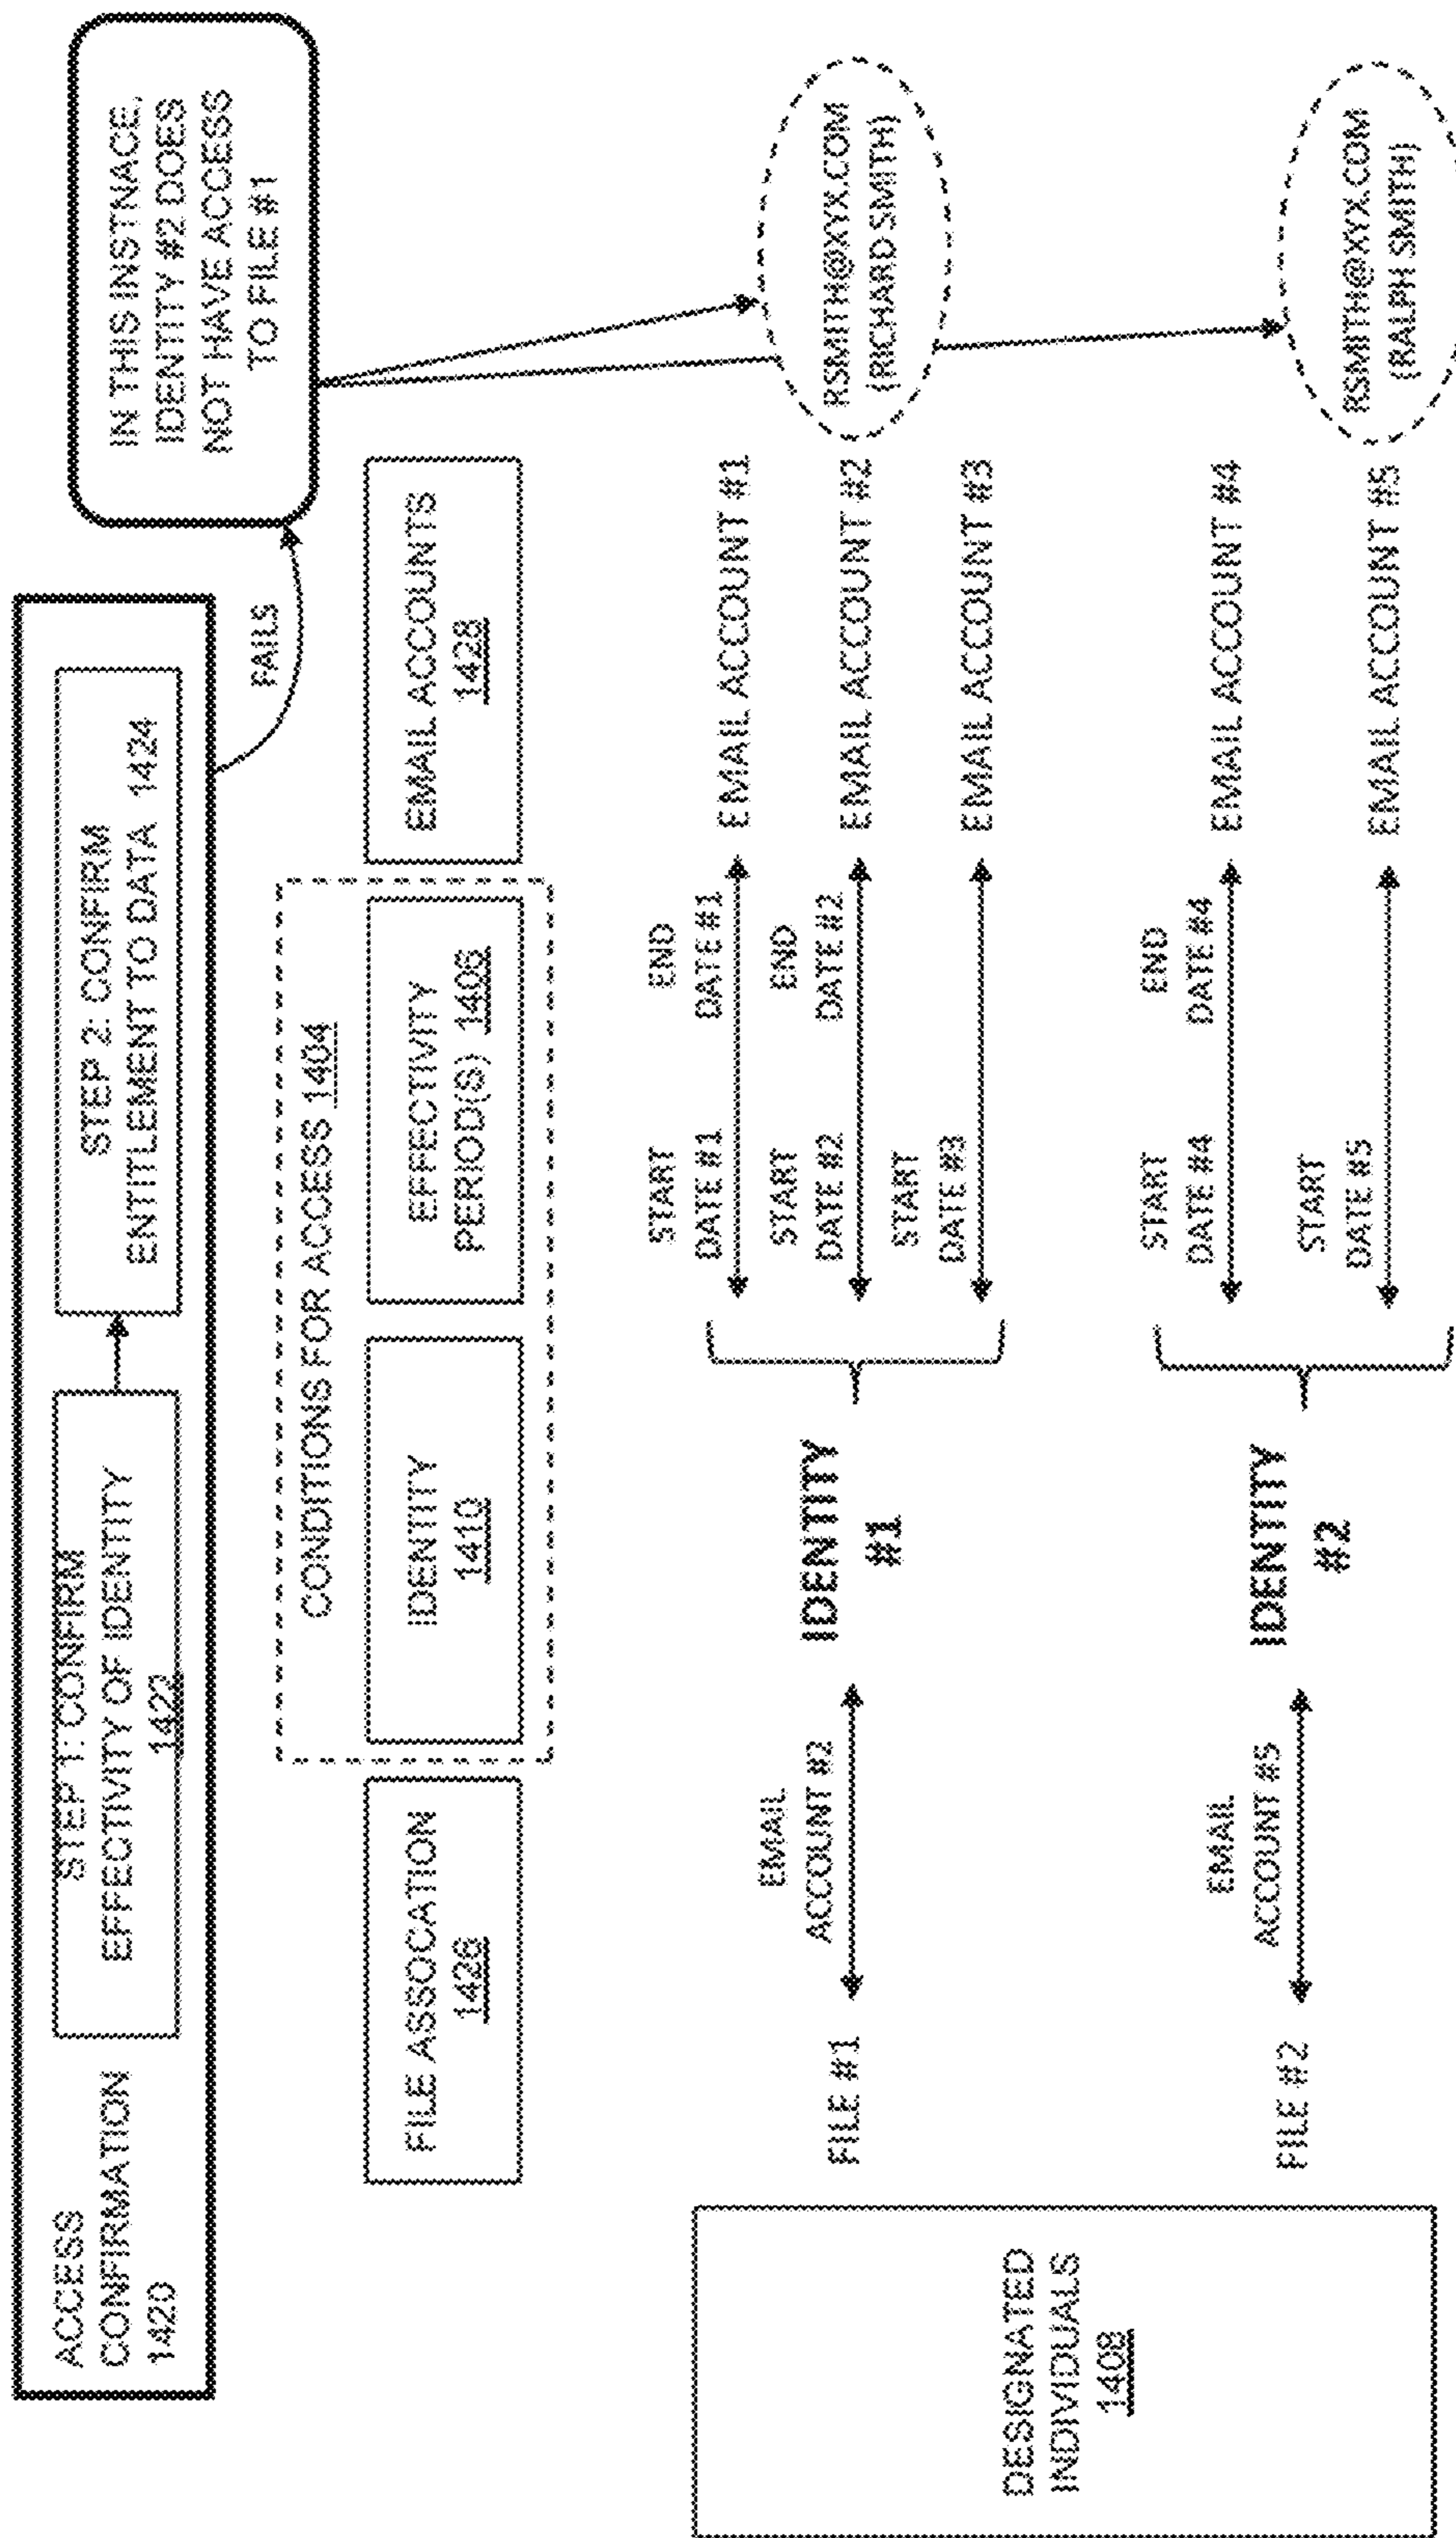 ACCESS
CONFIRMATION
1420
STEP 1: CONFIRM
EFFECTIVITY OF IDENTITY
1422
STEP 2: CONFIRM
ENTITLEMENT TO DATA 1424
FAILS
IN THIS INSTNACE,
IDENTITY #2 DOES
NOT HAVE ACCESS
TO FILE #1
CONDITIONS FOR ACCESS 1404
FILE ASSOCATION
1426
IDENTITY
1410
EFFECTIVITY
PERIOD(S) 1406
EMAIL ACCOUNTS
1428
DESIGNATED
INDIVIDUALS
1408
FILE #1
EMAIL
ACCOUNT #2
IDENTITY
#1
START
DATE #1
END
DATE #1
EMAIL ACCOUNT #1
START
DATE #2
END
DATE #2
EMAIL ACCOUNT #2
RSMITH@XYX.COM
(RICHARD SMITH)
START
DATE #3
EMAIL ACCOUNT #3
FILE #2
EMAIL
ACCOUNT #5
IDENTITY
#2
START
DATE #4
END
DATE #4
EMAIL ACCOUNT #4
START
DATE #5
EMAIL ACCOUNT #5
RSMITH@XYX.COM
(RALPH SMITH)